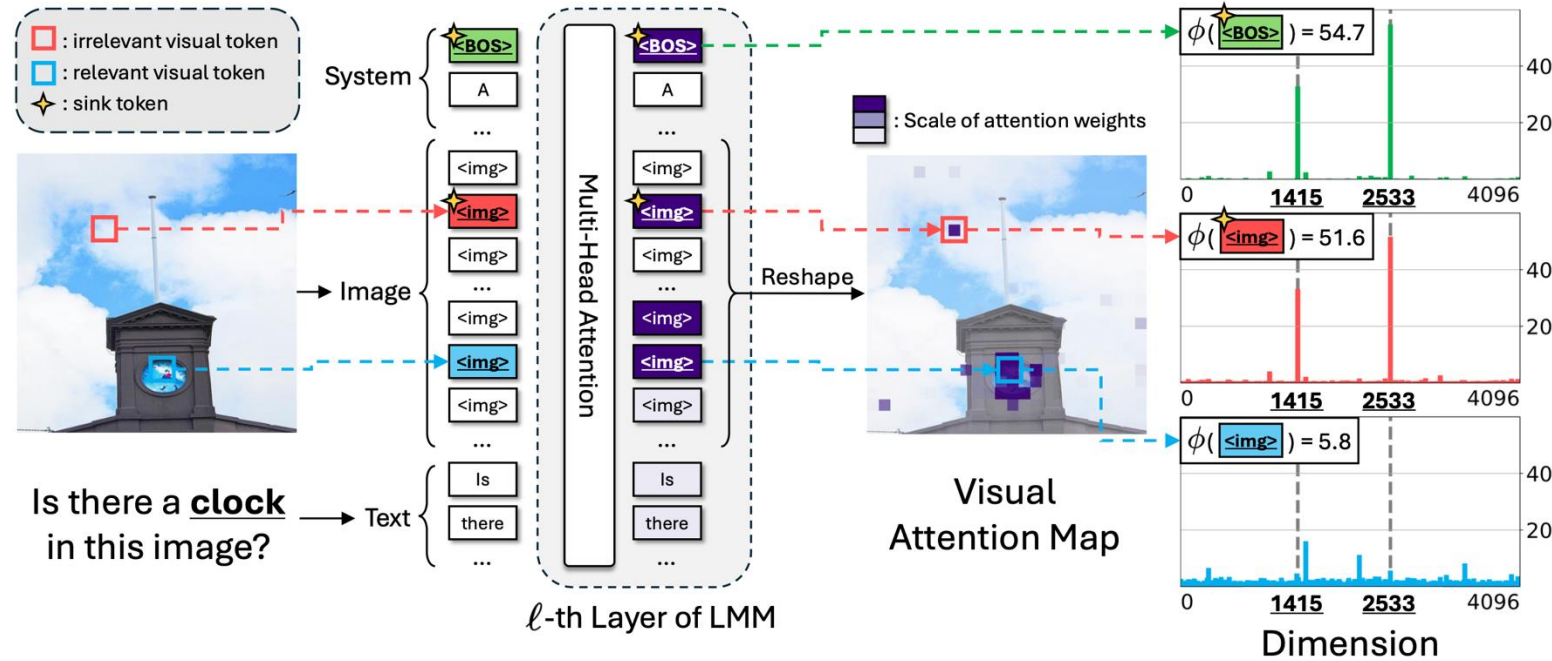 : irrelevant visual token
: relevant visual token
: sink token
System
<BOS>
A
...
Image
<img>
<img>
<img>
...
<img>
<img>
<img>
...
Text
Is
there
...
Is there a clock
in this image?
Multi-Head Attention
<BOS>
A
...
<img>
<img>
<img>
...
<img>
<img>
<img>
...
Is
there
...
ℓ-th Layer of LMM
Reshape
: Scale of attention weights
Visual
Attention Map
ϕ( <BOS> ) = 54.7
40
20
0 1415 2533 4096
ϕ( <img> ) = 51.6
40
20
0 1415 2533 4096
ϕ( <img> ) = 5.8
40
20
0 1415 2533 4096
Dimension